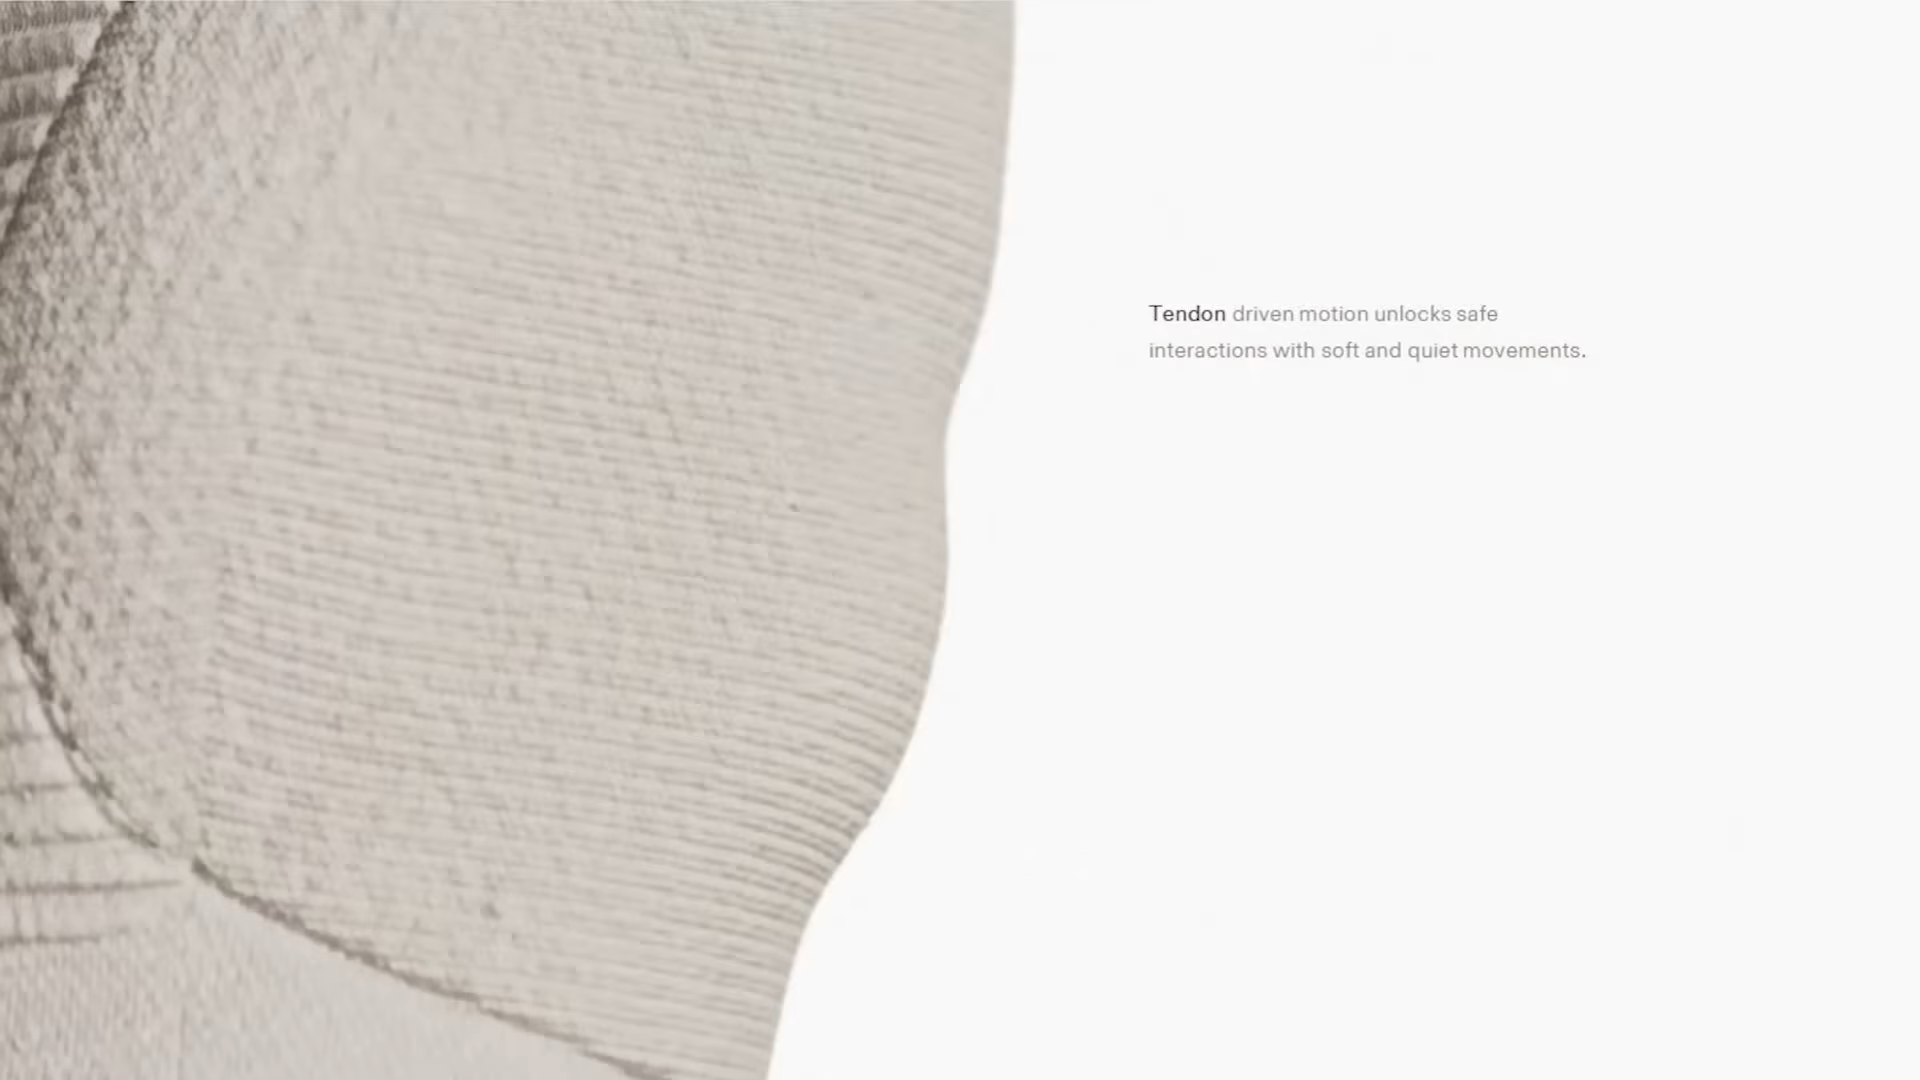 Tendon driven motion unlocks safe
interactions with soft and quiet movements.